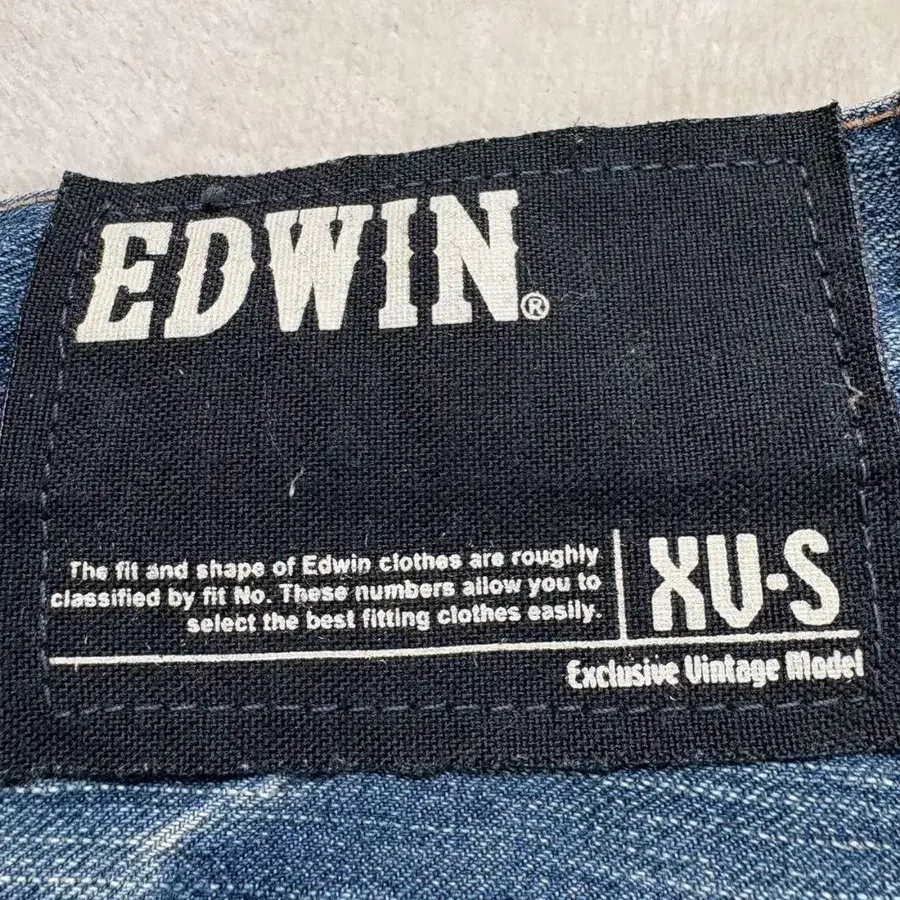 EDWIN®
The fit and shape of Edwin clothes are roughly
classified by fit No. These numbers allow you to
select the best fitting clothes easily.
XV-S
Exclusive Vintage Model